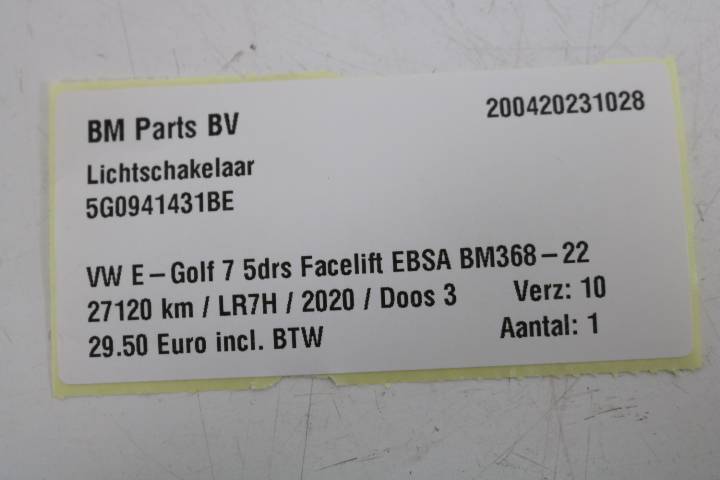 BM Parts BV
200420231028
Lichtschakelaar
5G0941431BE
VW E-Golf 7 5drs Facelift EBSA BM368-22
27120 km / LR7H / 2020 / Doos 3 Verz: 10
29.50 Euro incl. BTW Aantal: 1